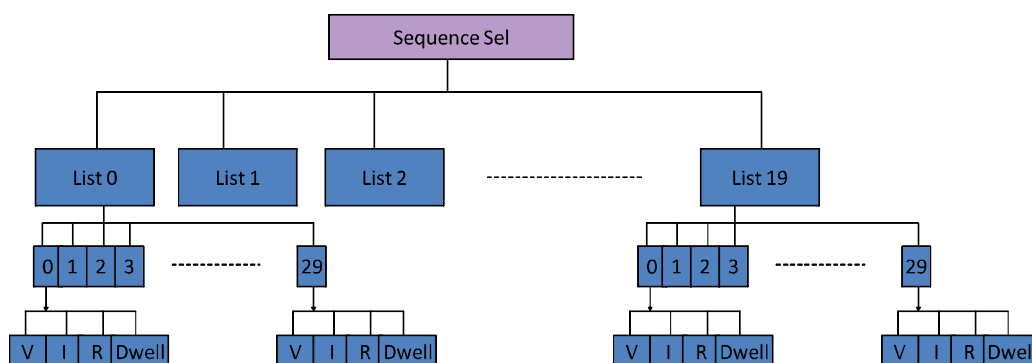 Sequence Sel
List 0 List 1 List 2 List 19
0 1 2 3 29 0 1 2 3 29
V I R Dwell V I R Dwell V I R Dwell V I R Dwell